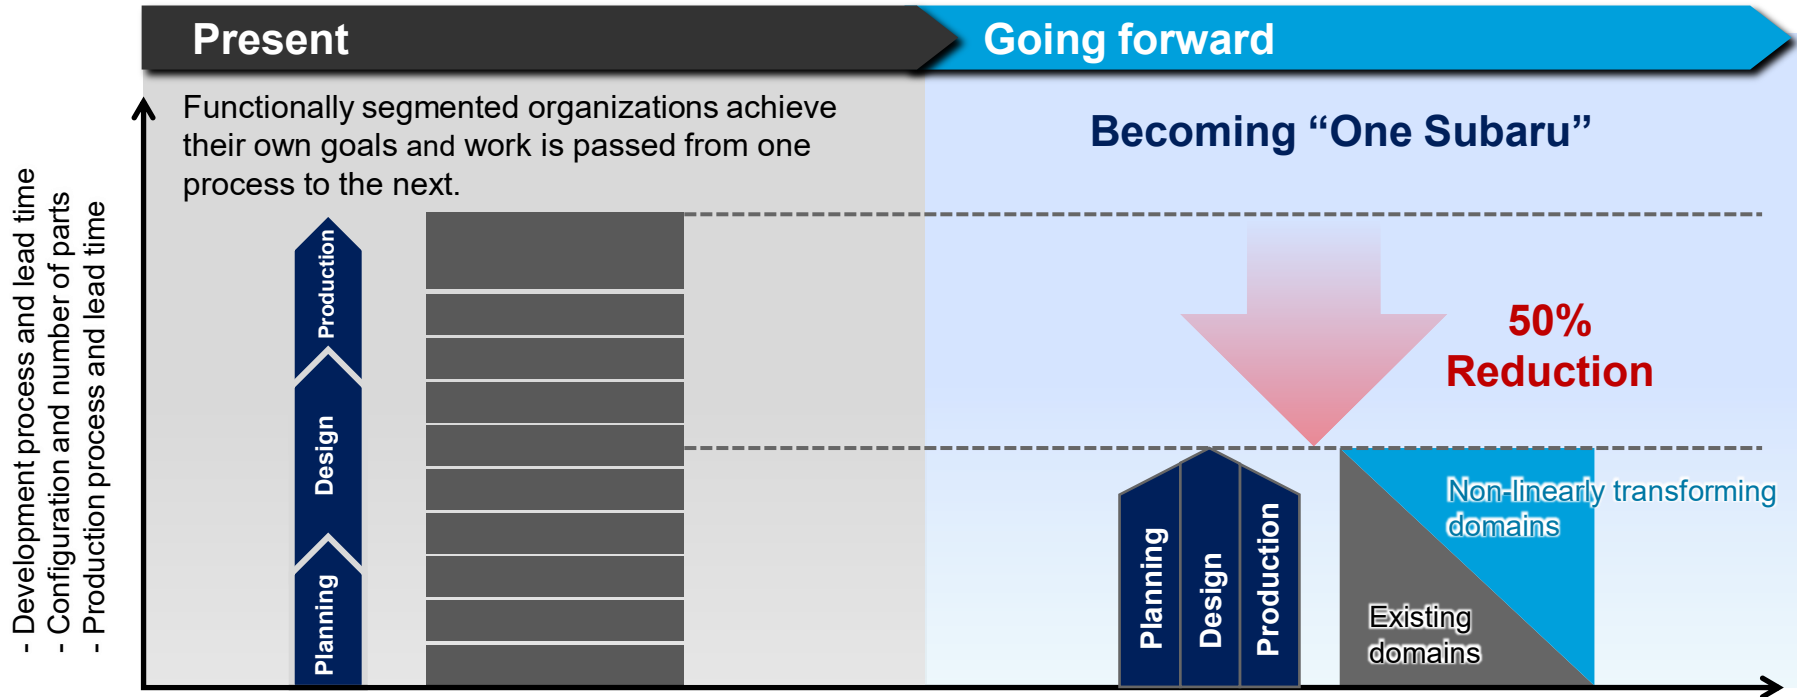 Present
Going forward
Functionally segmented organizations achieve
their own goals and work is passed from one
process to the next.
Becoming “One Subaru”
- Development process and lead time
- Configuration and number of parts
- Production process and lead time
Production
Design
Planning
50%
Reduction
Planning
Design
Production
Non-linearly transforming
domains
Existing
domains